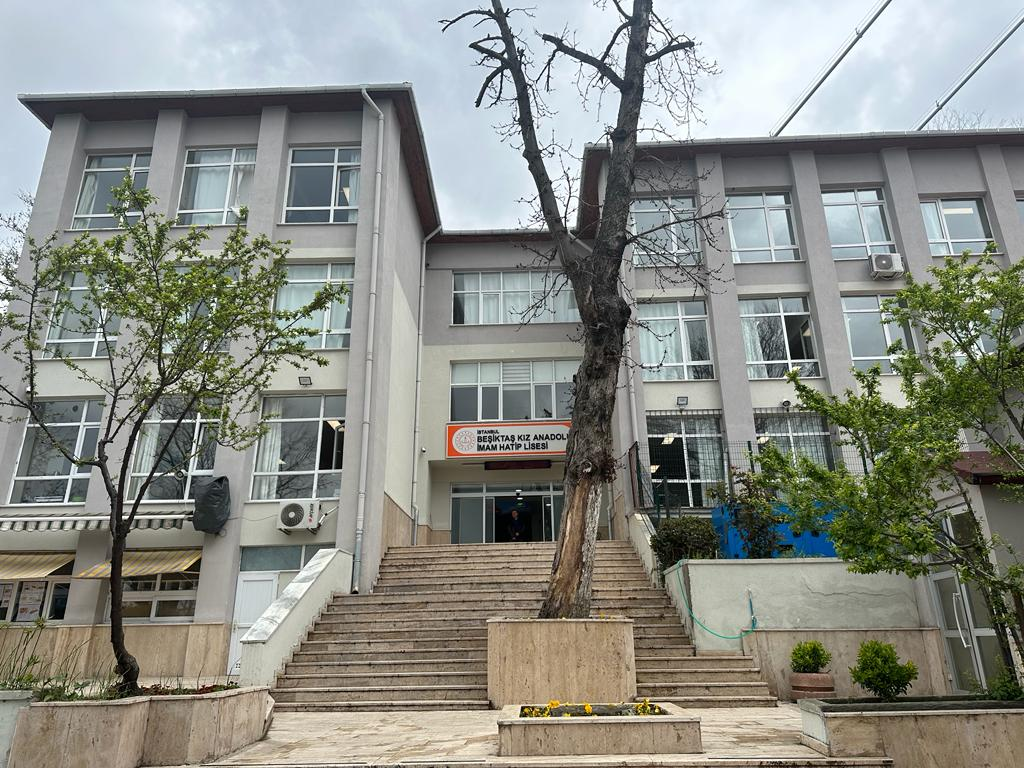 İSTANBUL
BEŞİKTAŞ KIZ ANADOLU
İMAM HATİP LİSESİ